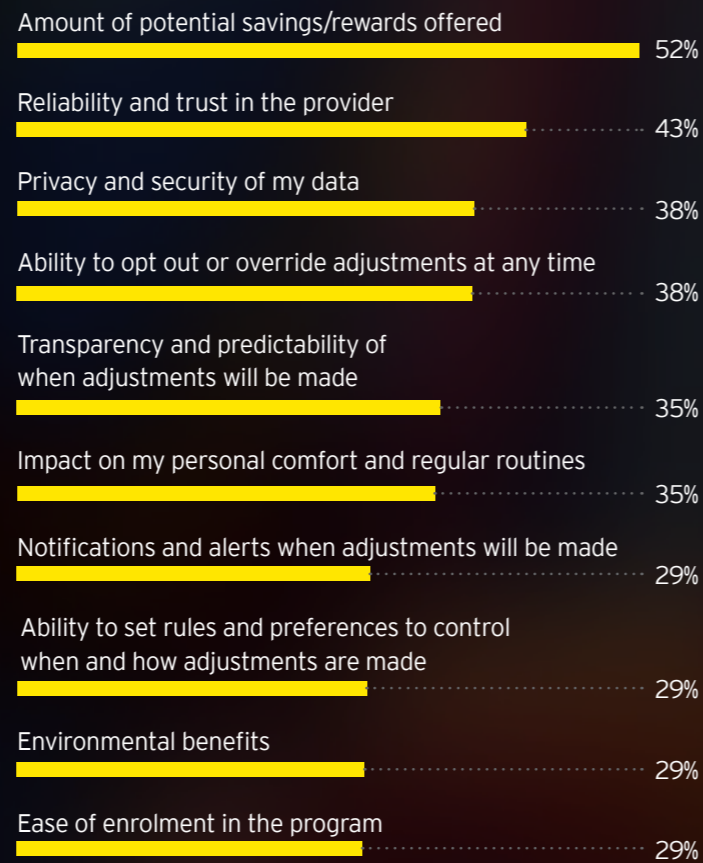 Amount of potential savings/rewards offered
52%
Reliability and trust in the provider
43%
Privacy and security of my data
38%
Ability to opt out or override adjustments at any time
38%
Transparency and predictability of
when adjustments will be made
35%
Impact on my personal comfort and regular routines
35%
Notifications and alerts when adjustments will be made
29%
Ability to set rules and preferences to control
when and how adjustments are made
29%
Environmental benefits
29%
Ease of enrolment in the program
29%